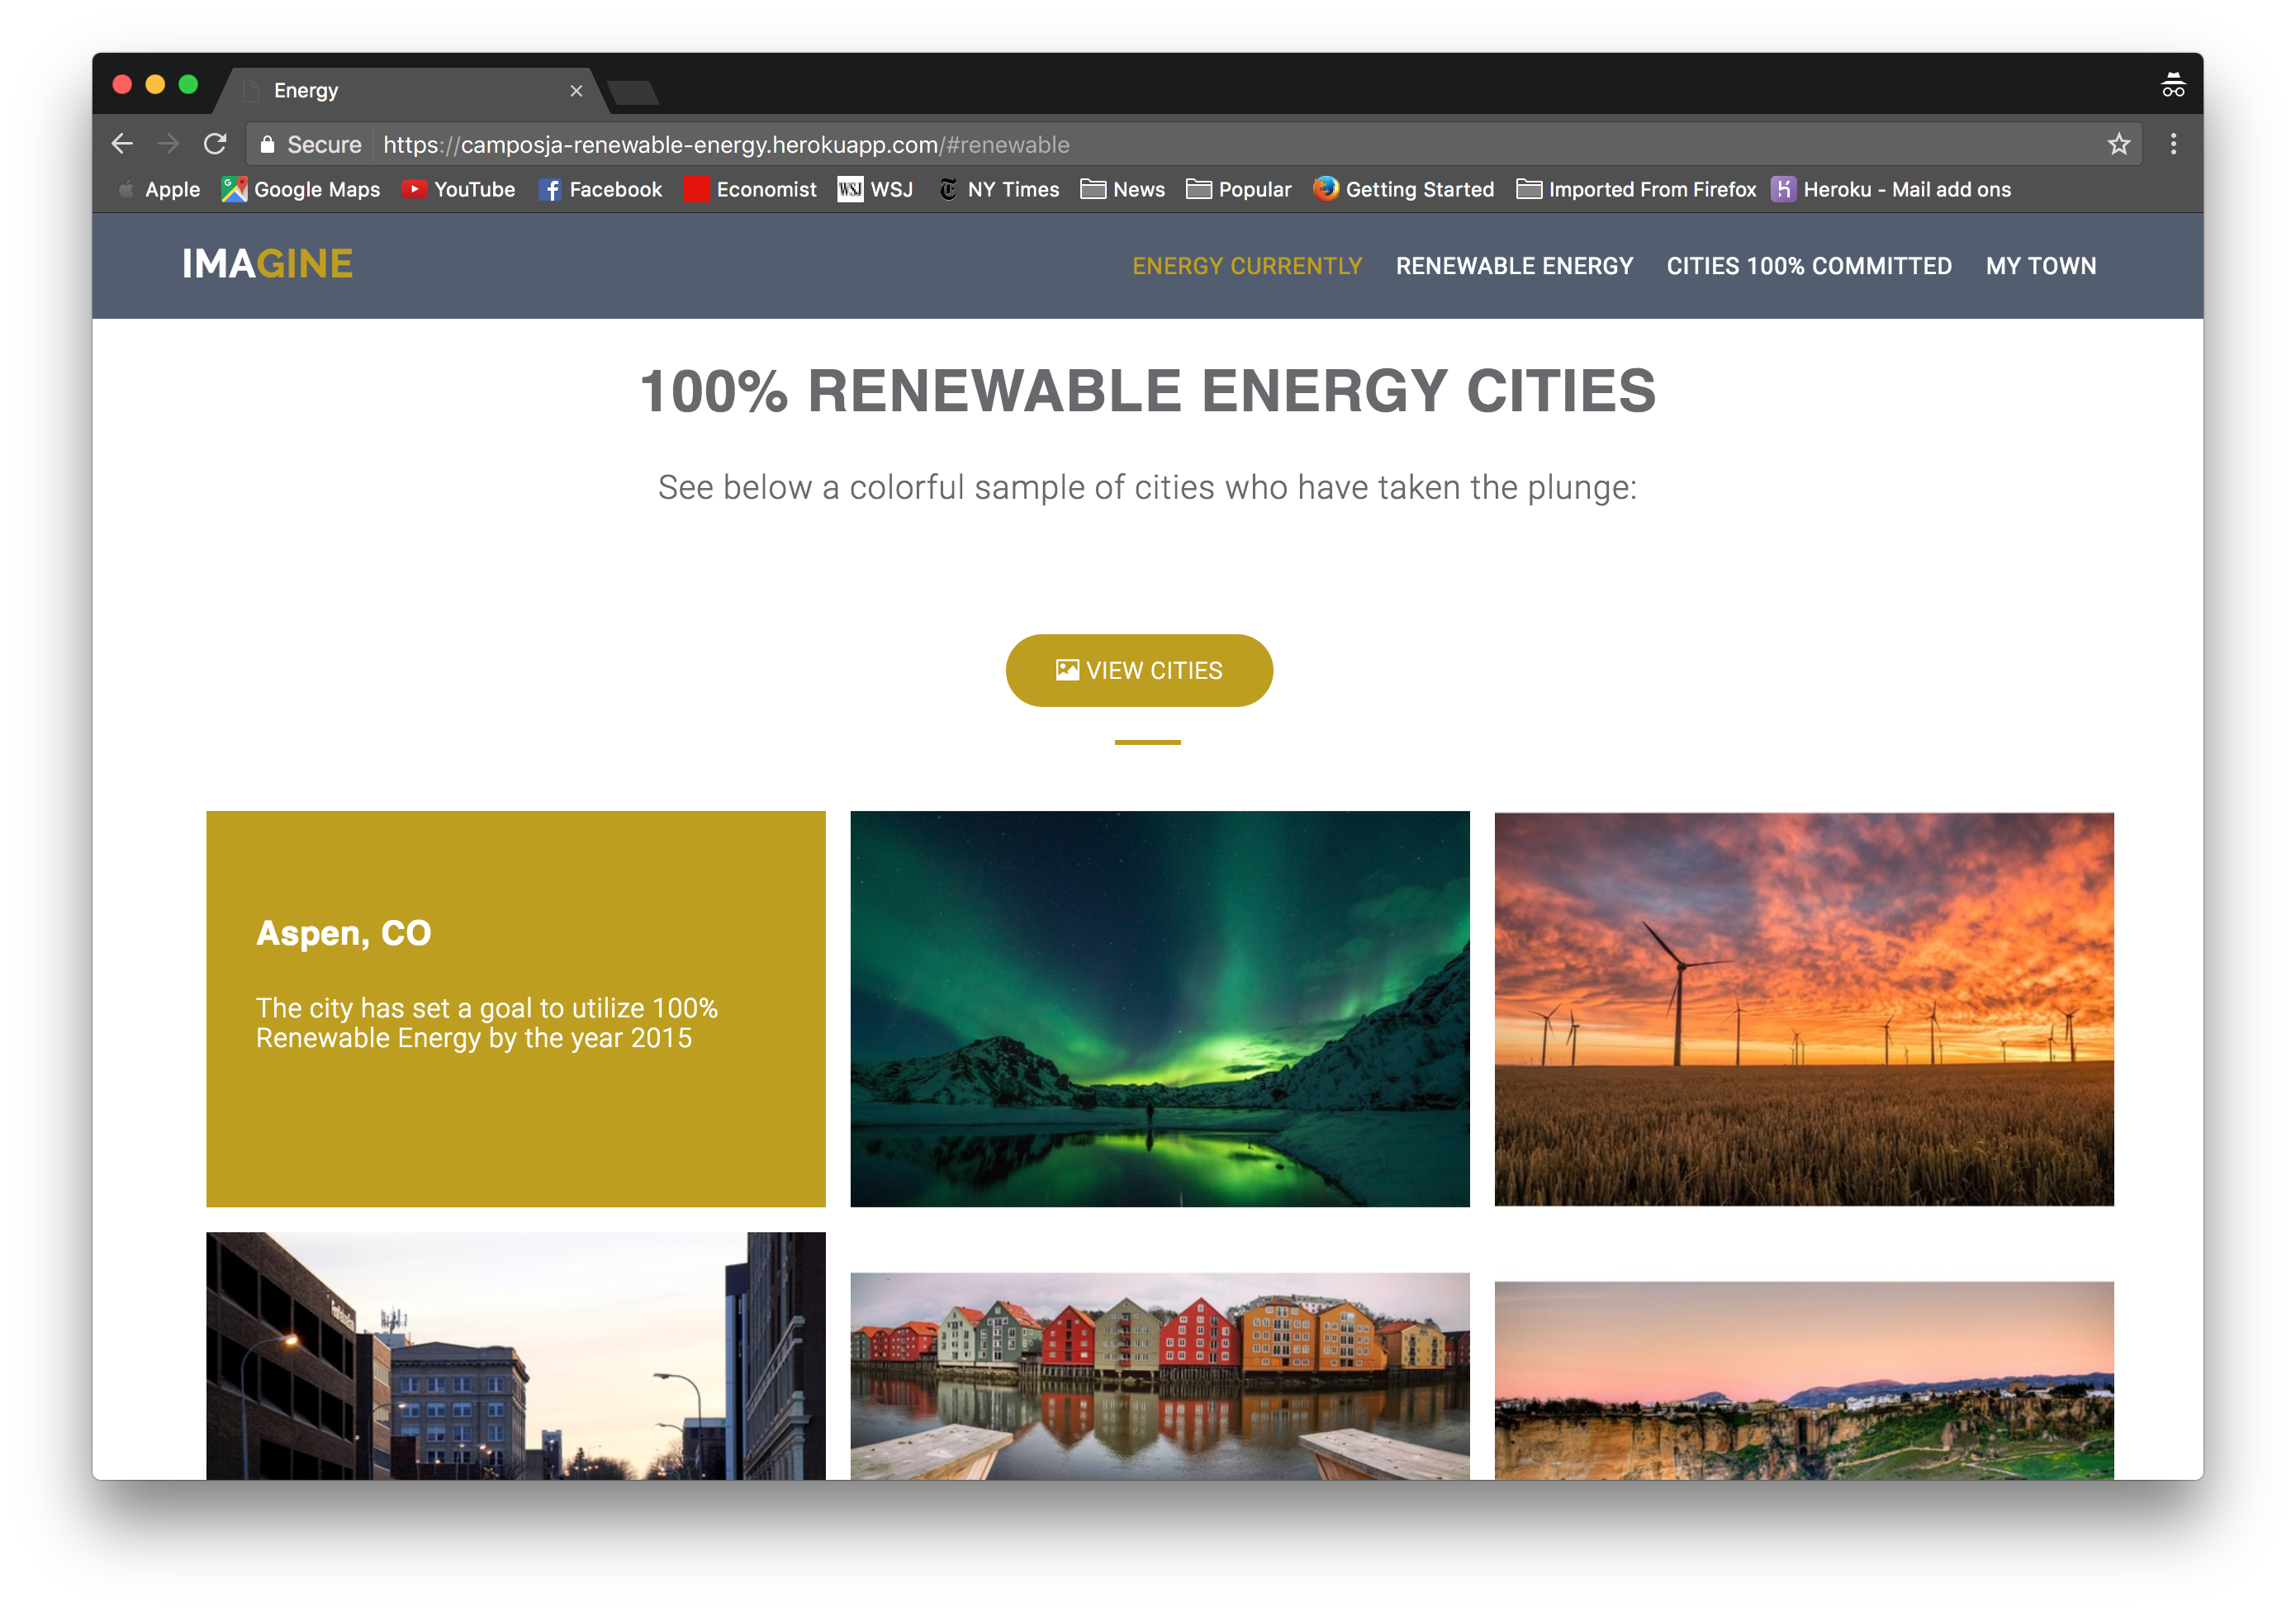 Energy
Secure https://camposja-renewable-energy.herokuapp.com/#renewable
Apple Google Maps YouTube Facebook Economist WSJ WSJ NY Times News Popular Getting Started Imported From Firefox Heroku - Mail add ons
IMAGINE ENERGY CURRENTLY RENEWABLE ENERGY CITIES 100% COMMITTED MY TOWN
100% RENEWABLE ENERGY CITIES
See below a colorful sample of cities who have taken the plunge:
VIEW CITIES
Aspen, CO
The city has set a goal to utilize 100%
Renewable Energy by the year 2015